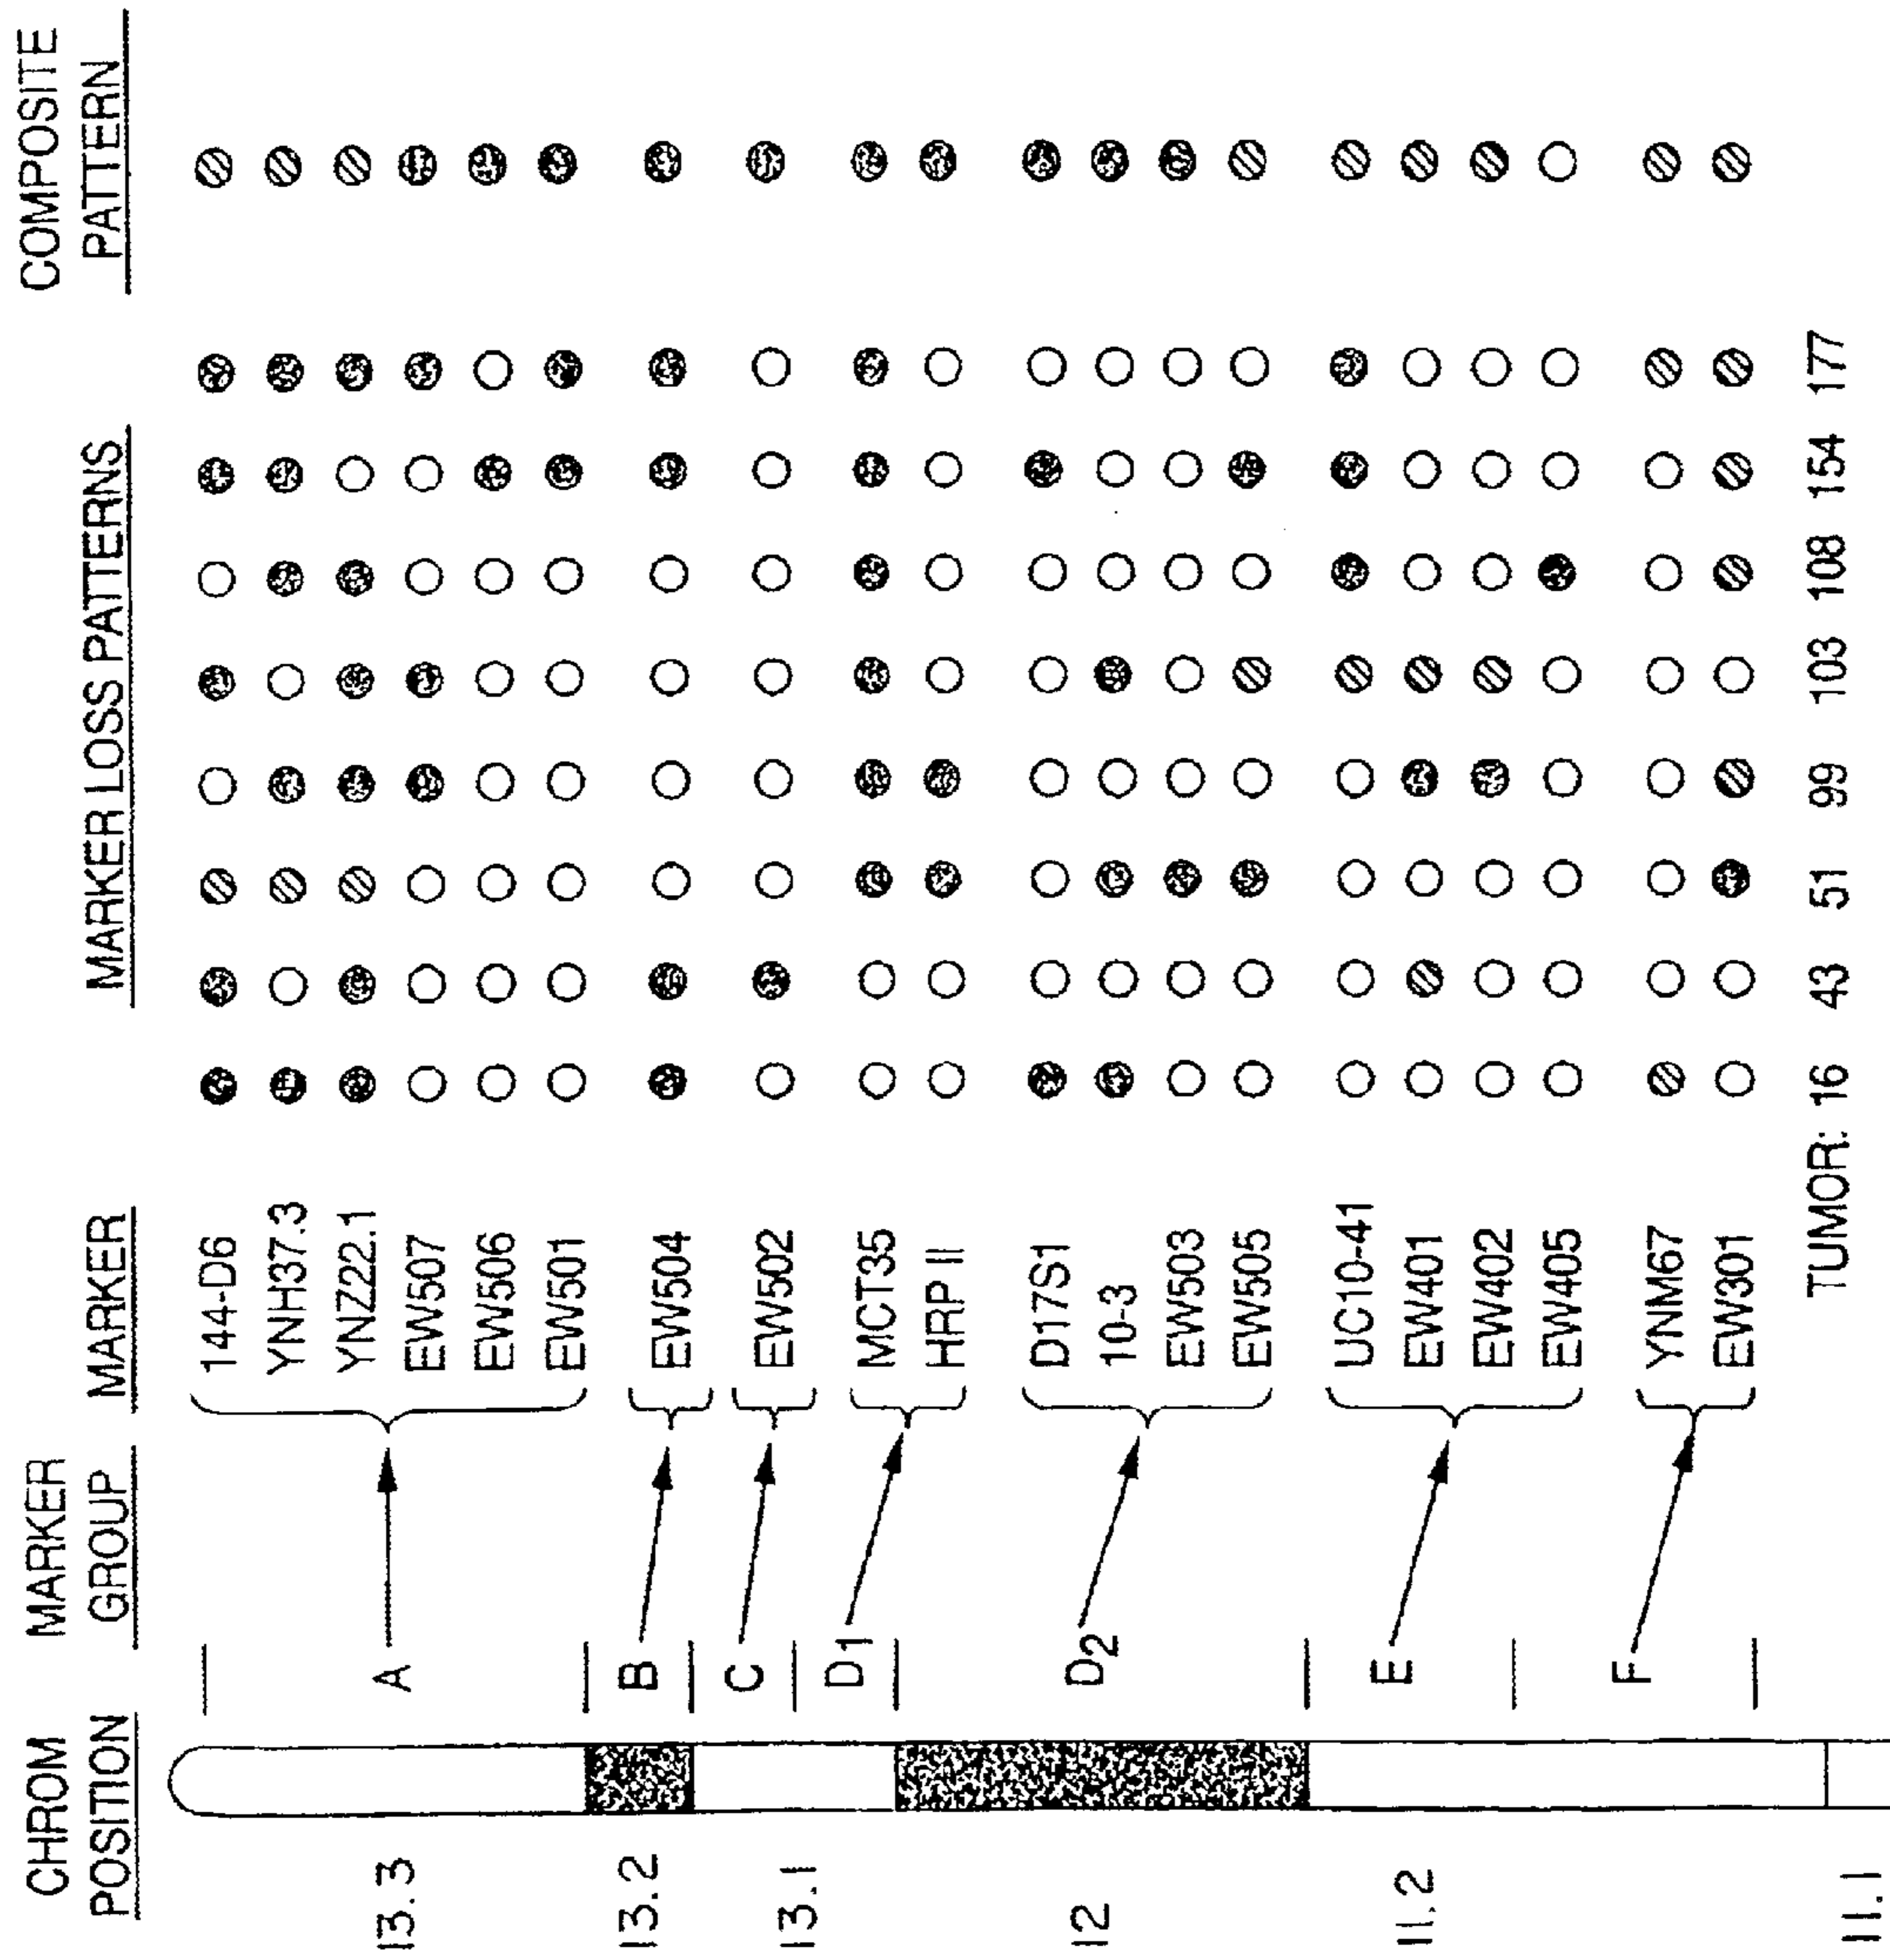 CHROM
POSITION
MARKER
GROUP
MARKER
MARKER LOSS PATTERNS
COMPOSITE
PATTERN
13.3
A
144-D6
YNH37.3
YNZ22.1
EW507
EW506
EW501
13.2
B
EW504
13.1
C
EW502
D1
MCT35
HRP II
12
D2
D17S1
10-3
EW503
EW505
11.2
E
UC10-41
EW401
EW402
EW405
F
YNM67
EW301
11.1
TUMOR: 16 43 51 99 103 108 154 177